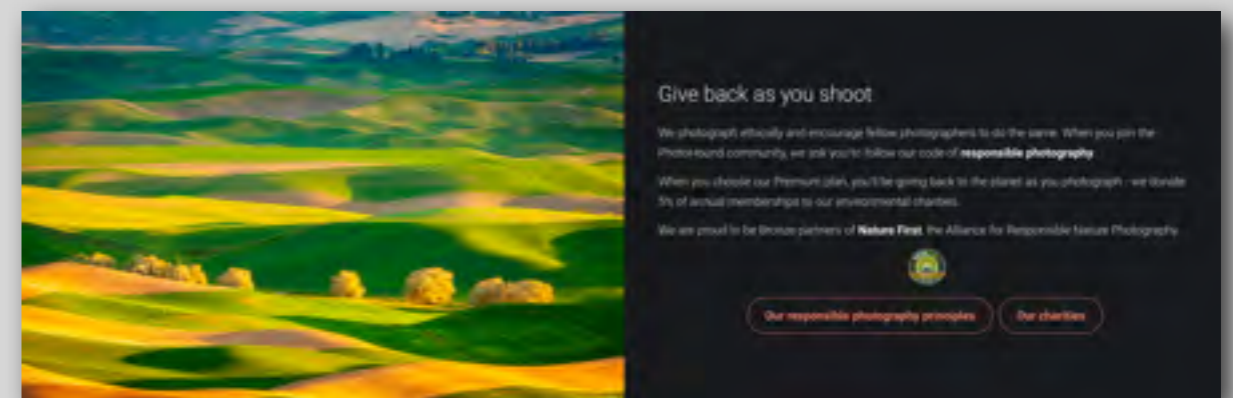 Give back as you shoot
We photograph ethically and encourage fellow photographers to do the same. When you join the
Photohound community, we ask you to follow our code of responsible photography.
When you choose our Premium plan, you'll be giving back to the planet as you photograph - we donate
5% of annual memberships to our environmental charities.
We are proud to be Bronze partners of Nature First, the Alliance for Responsible Nature Photography.
Our responsible photography principles
Our charities